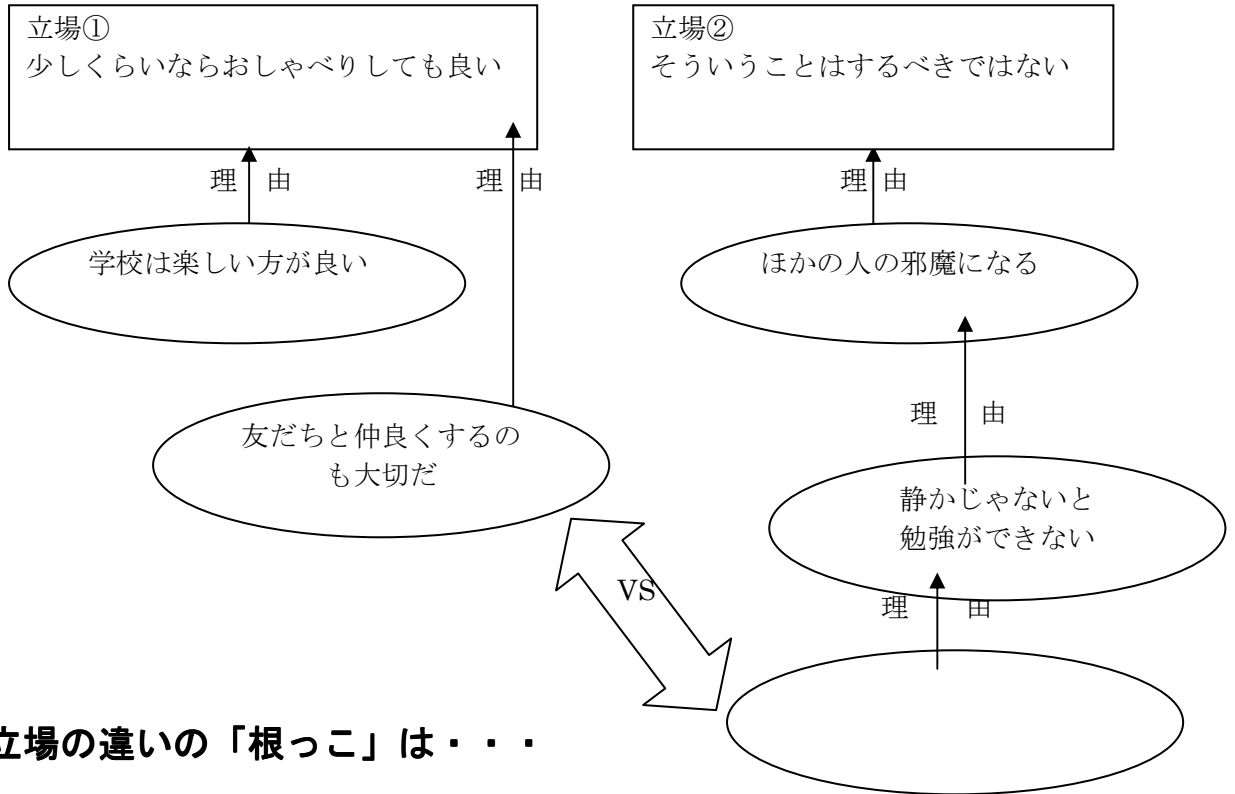 立場①
少しくらいならおしゃべりしても良い
立場②
そういうことはするべきではない
理由
理由
理由
学校は楽しい方が良い
ほかの人の邪魔になる
理由
友だちと仲良くするの
も大切だ
静かじゃないと
勉強ができない
VS
理由
立場の違いの「根っこ」は・・・